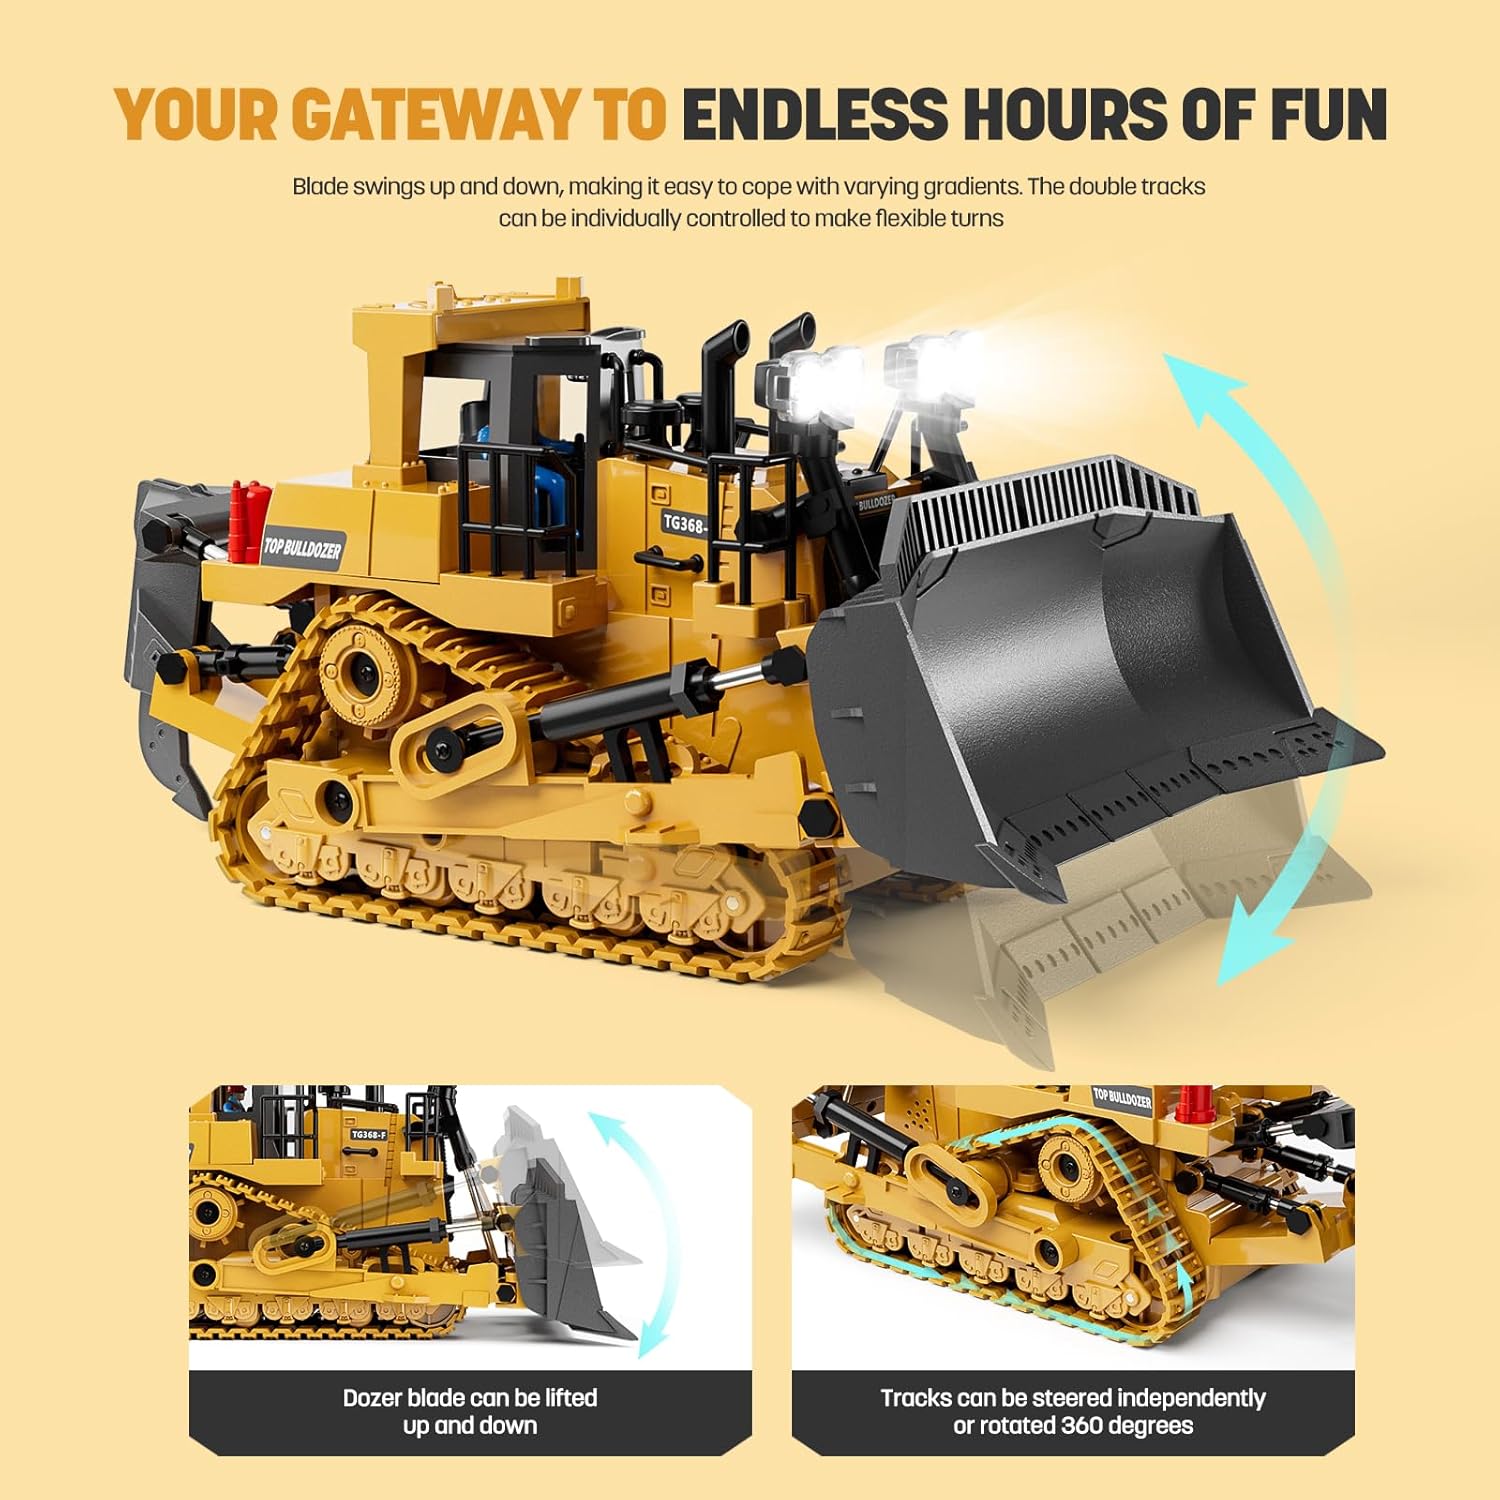 YOUR GATEWAY TO ENDLESS HOURS OF FUN
Blade swings up and down, making it easy to cope with varying gradients. The double tracks
can be individually controlled to make flexible turns
BULLDOZER
TG368-
TOP BULLDOZER
TG368-F
TOP BULLDOZER
Dozer blade can be lifted
up and down
Tracks can be steered independently
or rotated 360 degrees